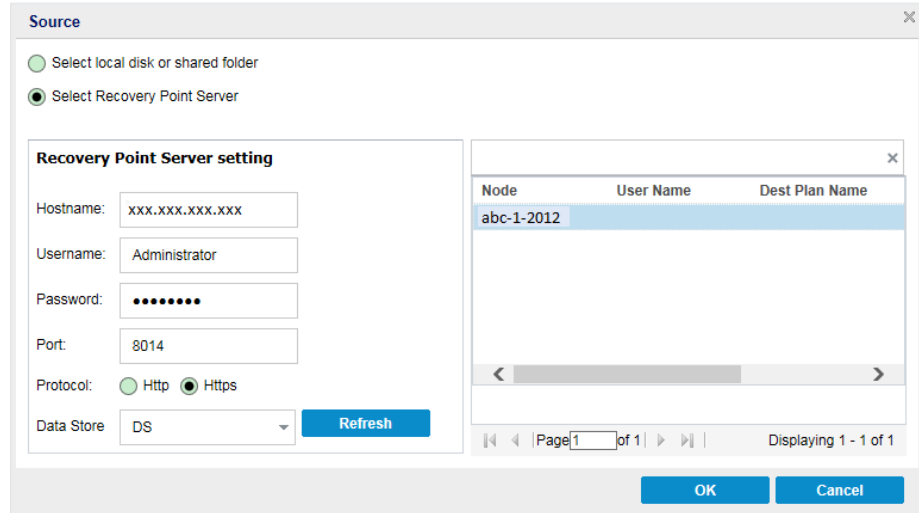 Source
Select local disk or shared folder
Select Recovery Point Server
Recovery Point Server setting
Hostname: xxx.xxx.xxx.xxx
Username: Administrator
Password: ●●●●●●●●
Port: 8014
Protocol: Http Https
Data Store DS Refresh
Node User Name Dest Plan Name
abc-1-2012
Page 1 of 1 Displaying 1 - 1 of 1
OK Cancel